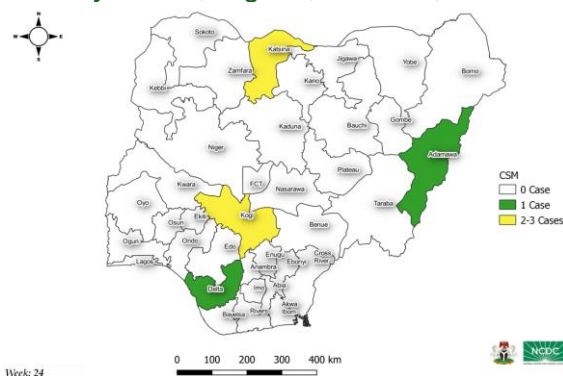 N
W
E
S
Sokoto
Katsina
Zamfara
Jigawa
Yobe
Borno
Kebbi
Kano
Kaduna
Bauchi
Gombe
Adamawa
Niger
Plateau
Kwara
FCT
Nasarawa
Taraba
Oyo
Kogi
Ekiti
Osun
Benue
Ogun
Ondo
Edo
Lagos
Enugu
Anambra
Ebonyi
Cross
River
Delta
Imo
Abia
Bayelsa
Rivers
Akwa
Ibom
CSM
0 Case
1 Case
2-3 Cases
0 100 200 300 400 km
Week: 24
NCDC